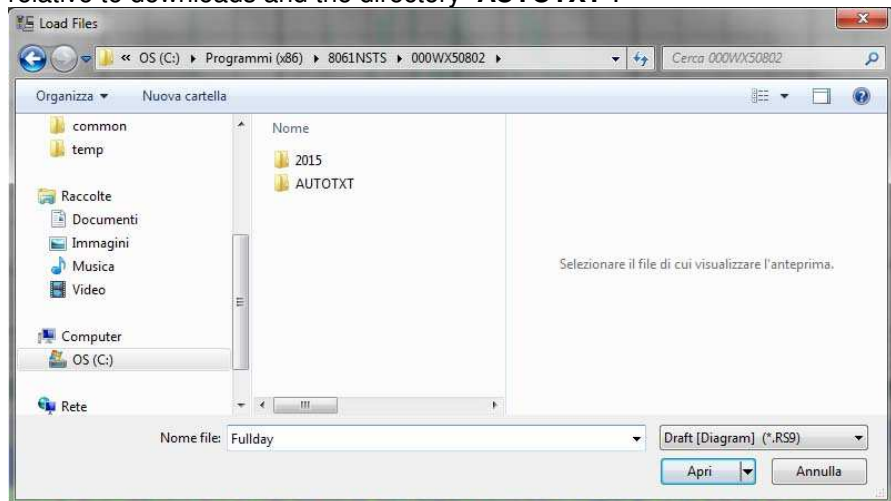 relative to downloads and the directory "AUTOTXT".
Load Files
« OS (C:) ▸ Programmi (x86) ▸ 8061NSTS ▸ 000WX50802 ▸
Cerca 000WX50802
Organizza
Nuova cartella
common
temp
Raccolte
Documenti
Immagini
Musica
Video
Computer
OS (C:)
Rete
Nome
2015
AUTOTXT
Selezionare il file di cui visualizzare l'anteprima.
Nome file: Fullday
Draft [Diagram] (*.RS9)
Apri
Annulla